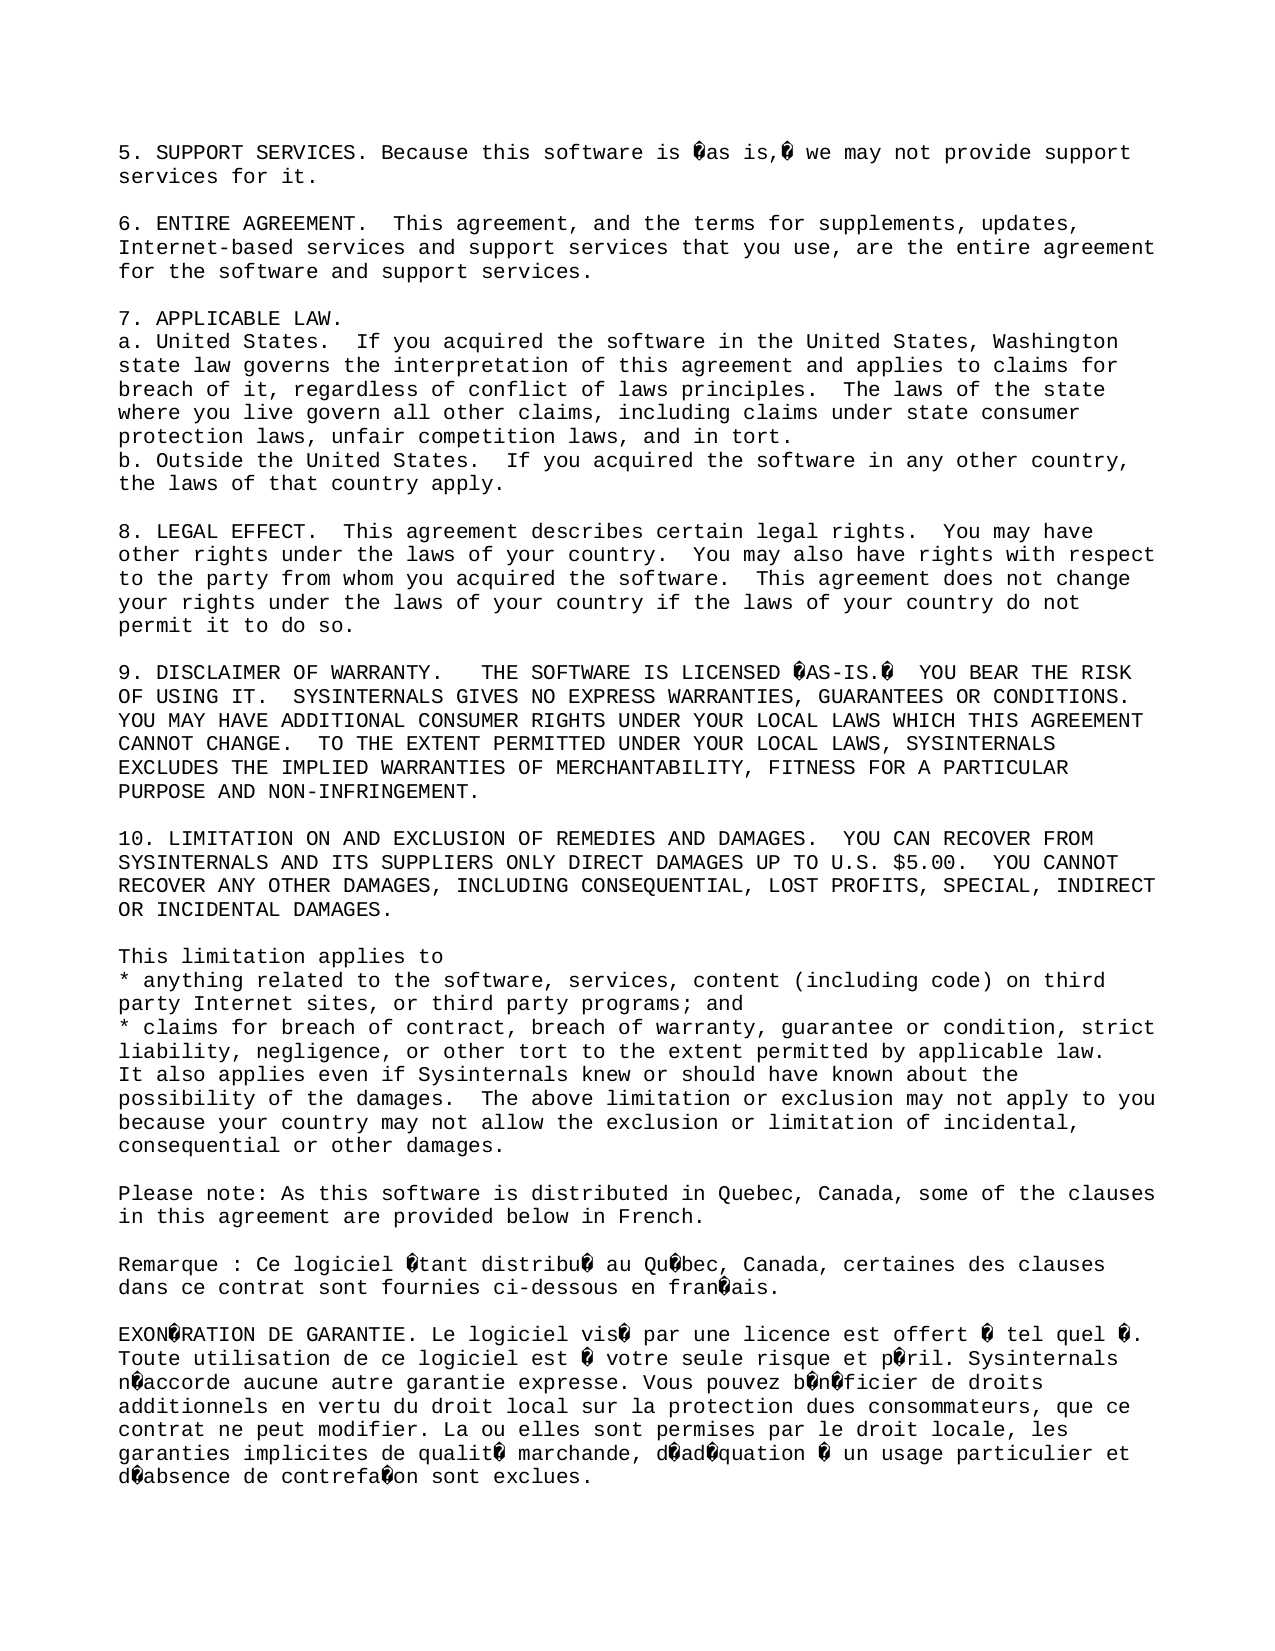 5. SUPPORT SERVICES. Because this software is �as is,� we may not provide support
services for it.

6. ENTIRE AGREEMENT.  This agreement, and the terms for supplements, updates,
Internet-based services and support services that you use, are the entire agreement
for the software and support services.

7. APPLICABLE LAW.
a. United States.  If you acquired the software in the United States, Washington
state law governs the interpretation of this agreement and applies to claims for
breach of it, regardless of conflict of laws principles.  The laws of the state
where you live govern all other claims, including claims under state consumer
protection laws, unfair competition laws, and in tort.
b. Outside the United States.  If you acquired the software in any other country,
the laws of that country apply.

8. LEGAL EFFECT.  This agreement describes certain legal rights.  You may have
other rights under the laws of your country.  You may also have rights with respect
to the party from whom you acquired the software.  This agreement does not change
your rights under the laws of your country if the laws of your country do not
permit it to do so.

9. DISCLAIMER OF WARRANTY.   THE SOFTWARE IS LICENSED �AS-IS.�  YOU BEAR THE RISK
OF USING IT.  SYSINTERNALS GIVES NO EXPRESS WARRANTIES, GUARANTEES OR CONDITIONS.
YOU MAY HAVE ADDITIONAL CONSUMER RIGHTS UNDER YOUR LOCAL LAWS WHICH THIS AGREEMENT
CANNOT CHANGE.  TO THE EXTENT PERMITTED UNDER YOUR LOCAL LAWS, SYSINTERNALS
EXCLUDES THE IMPLIED WARRANTIES OF MERCHANTABILITY, FITNESS FOR A PARTICULAR
PURPOSE AND NON-INFRINGEMENT.

10. LIMITATION ON AND EXCLUSION OF REMEDIES AND DAMAGES.  YOU CAN RECOVER FROM
SYSINTERNALS AND ITS SUPPLIERS ONLY DIRECT DAMAGES UP TO U.S. $5.00.  YOU CANNOT
RECOVER ANY OTHER DAMAGES, INCLUDING CONSEQUENTIAL, LOST PROFITS, SPECIAL, INDIRECT
OR INCIDENTAL DAMAGES.

This limitation applies to
* anything related to the software, services, content (including code) on third
party Internet sites, or third party programs; and
* claims for breach of contract, breach of warranty, guarantee or condition, strict
liability, negligence, or other tort to the extent permitted by applicable law.
It also applies even if Sysinternals knew or should have known about the
possibility of the damages.  The above limitation or exclusion may not apply to you
because your country may not allow the exclusion or limitation of incidental,
consequential or other damages.

Please note: As this software is distributed in Quebec, Canada, some of the clauses
in this agreement are provided below in French.

Remarque : Ce logiciel �tant distribu� au Qu�bec, Canada, certaines des clauses
dans ce contrat sont fournies ci-dessous en fran�ais.

EXON�RATION DE GARANTIE. Le logiciel vis� par une licence est offert � tel quel �.
Toute utilisation de ce logiciel est � votre seule risque et p�ril. Sysinternals
n�accorde aucune autre garantie expresse. Vous pouvez b�n�ficier de droits
additionnels en vertu du droit local sur la protection dues consommateurs, que ce
contrat ne peut modifier. La ou elles sont permises par le droit locale, les
garanties implicites de qualit� marchande, d�ad�quation � un usage particulier et
d�absence de contrefa�on sont exclues.